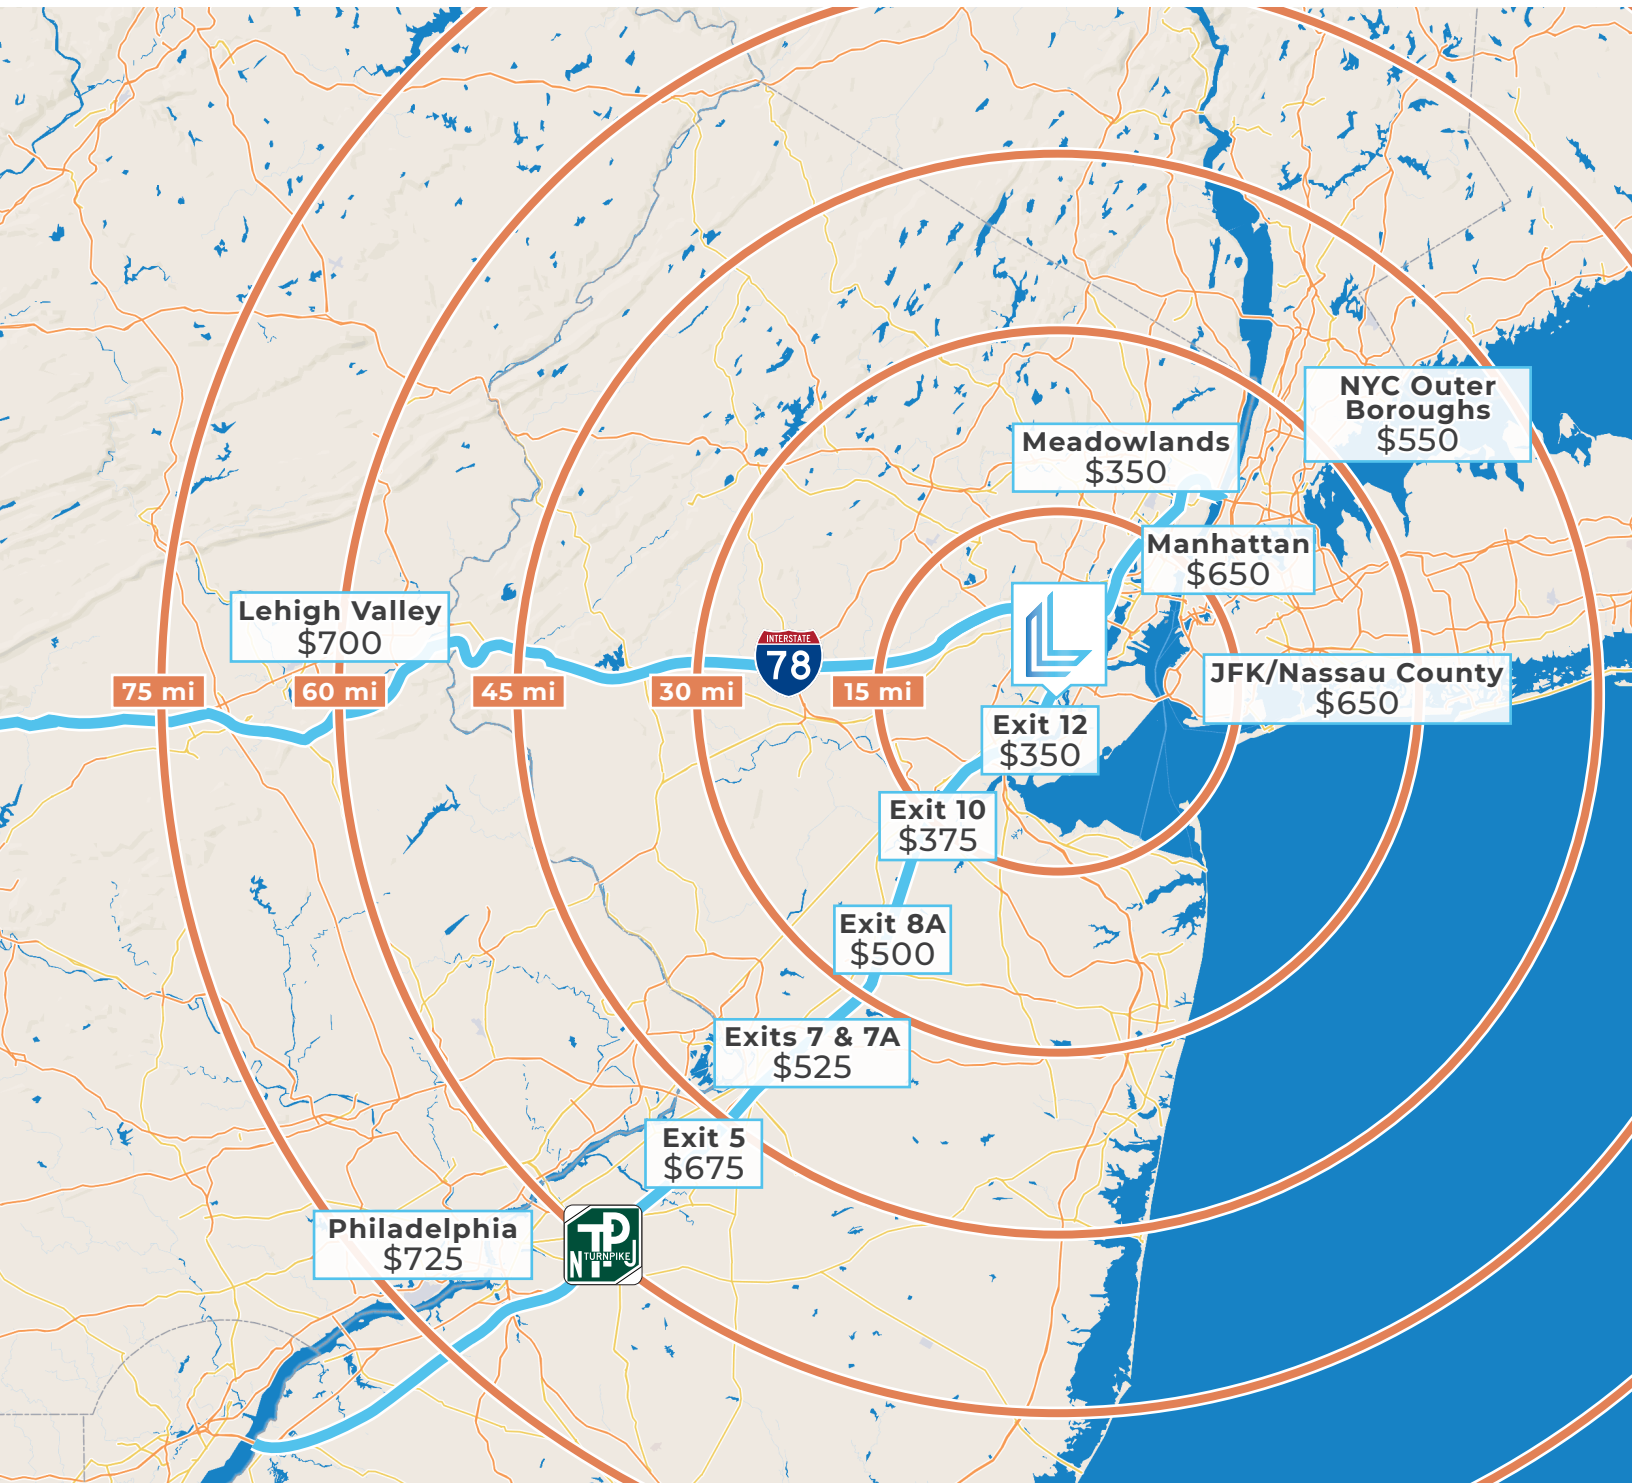 NYC Outer
Boroughs
$550
Meadowlands
$350
Manhattan
$650
Lehigh Valley
$700
INTERSTATE
78
75 mi
60 mi
45 mi
30 mi
15 mi
JFK/Nassau County
$650
Exit 12
$350
Exit 10
$375
Exit 8A
$500
Exits 7 & 7A
$525
Exit 5
$675
Philadelphia
$725
N TP J
TURNPIKE